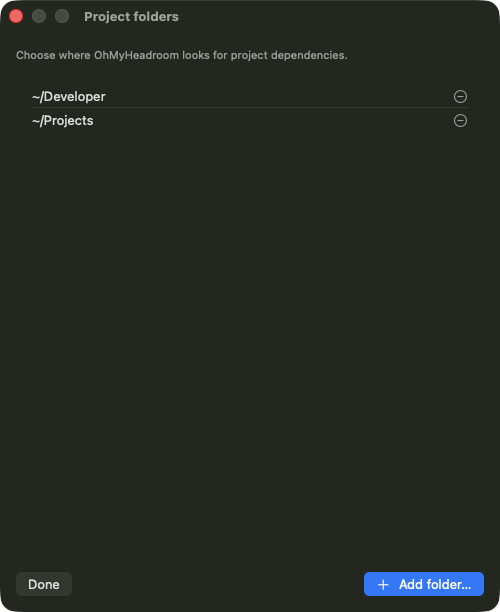 Project folders
Choose where OhMyHeadroom looks for project dependencies.
~/Developer
~/Projects
Done
+ Add folder...